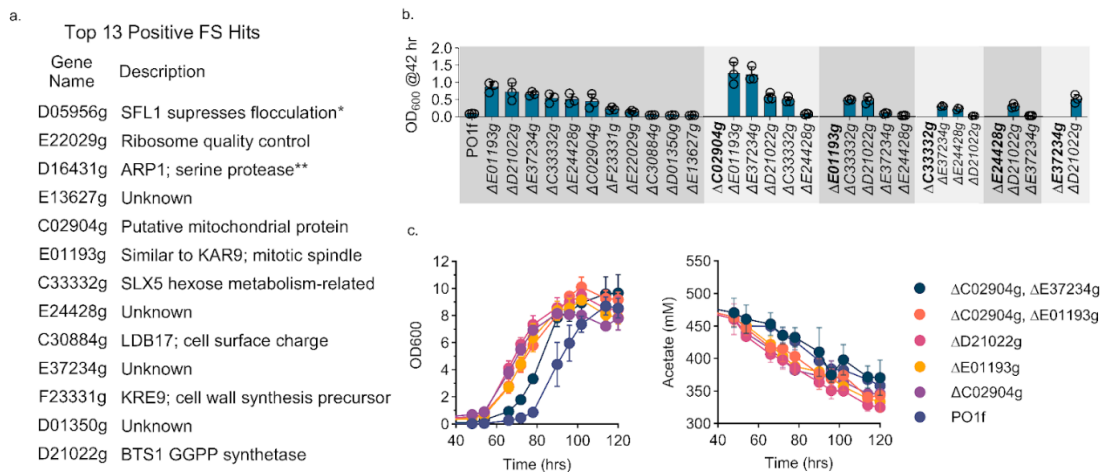 a.
Top 13 Positive FS Hits
Gene Name Description
D05956g SFL1 supresses flocculation*
E22029g Ribosome quality control
D16431g ARP1; serine protease**
E13627g Unknown
C02904g Putative mitochondrial protein
E01193g Similar to KAR9; mitotic spindle
C33332g SLX5 hexose metabolism-related
E24428g Unknown
C30884g LDB17; cell surface charge
E37234g Unknown
F23331g KRE9; cell wall synthesis precursor
D01350g Unknown
D21022g BTS1 GGPP synthetase
b.
OD600 @42 hr
2.0
1.5
1.0
0.5
0.0
PO1f
ΔE01193g
ΔD21022g
ΔE37234g
ΔC33332g
ΔE24428g
ΔC02904g
ΔF23331g
ΔE22029g
ΔC30884g
ΔD01350g
ΔE13627g
ΔC02904g
ΔE01193g
ΔE37234g
ΔD21022g
ΔC33332g
ΔE24428g
ΔE01193g
ΔC33332g
ΔD21022g
ΔE37234g
ΔE24428g
ΔC33332g
ΔE37234g
ΔE24428g
ΔD21022g
ΔE24428g
ΔD21022g
ΔE37234g
ΔE37234g
ΔD21022g
c.
OD600
12
10
8
6
4
2
0
40 60 80 100 120
Time (hrs)
Acetate (mM)
550
500
450
400
350
300
40 60 80 100 120
Time (hrs)
ΔC02904g, ΔE37234g
ΔC02904g, ΔE01193g
ΔD21022g
ΔE01193g
ΔC02904g
PO1f